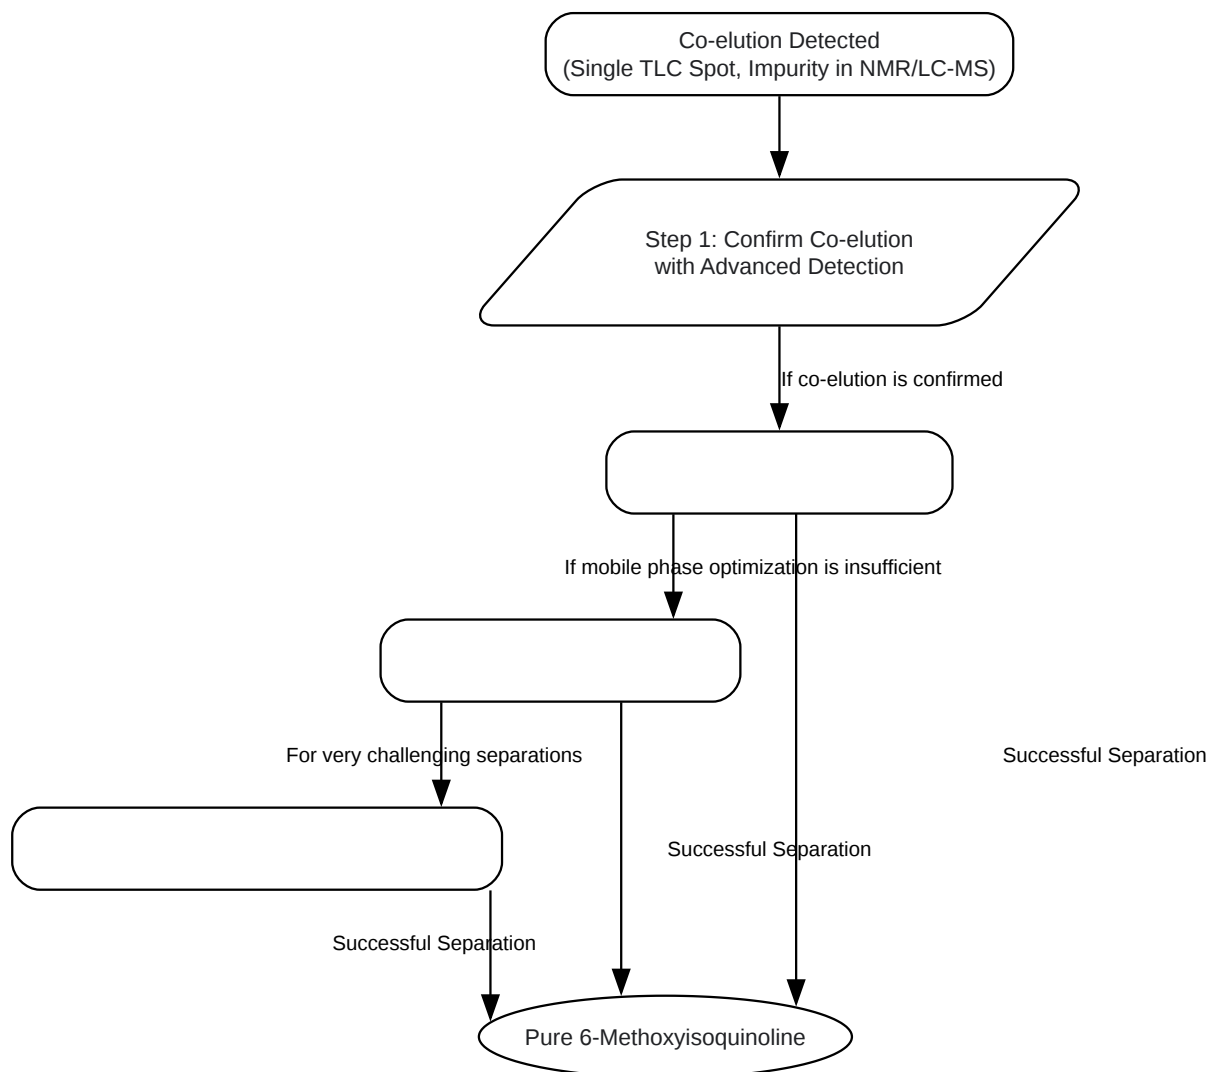 Co-elution Detected
(Single TLC Spot, Impurity in NMR/LC-MS)
Step 1: Confirm Co-elution
with Advanced Detection
If co-elution is confirmed
If mobile phase optimization is insufficient
For very challenging separations
Successful Separation
Successful Separation
Successful Separation
Pure 6-Methoxyisoquinoline